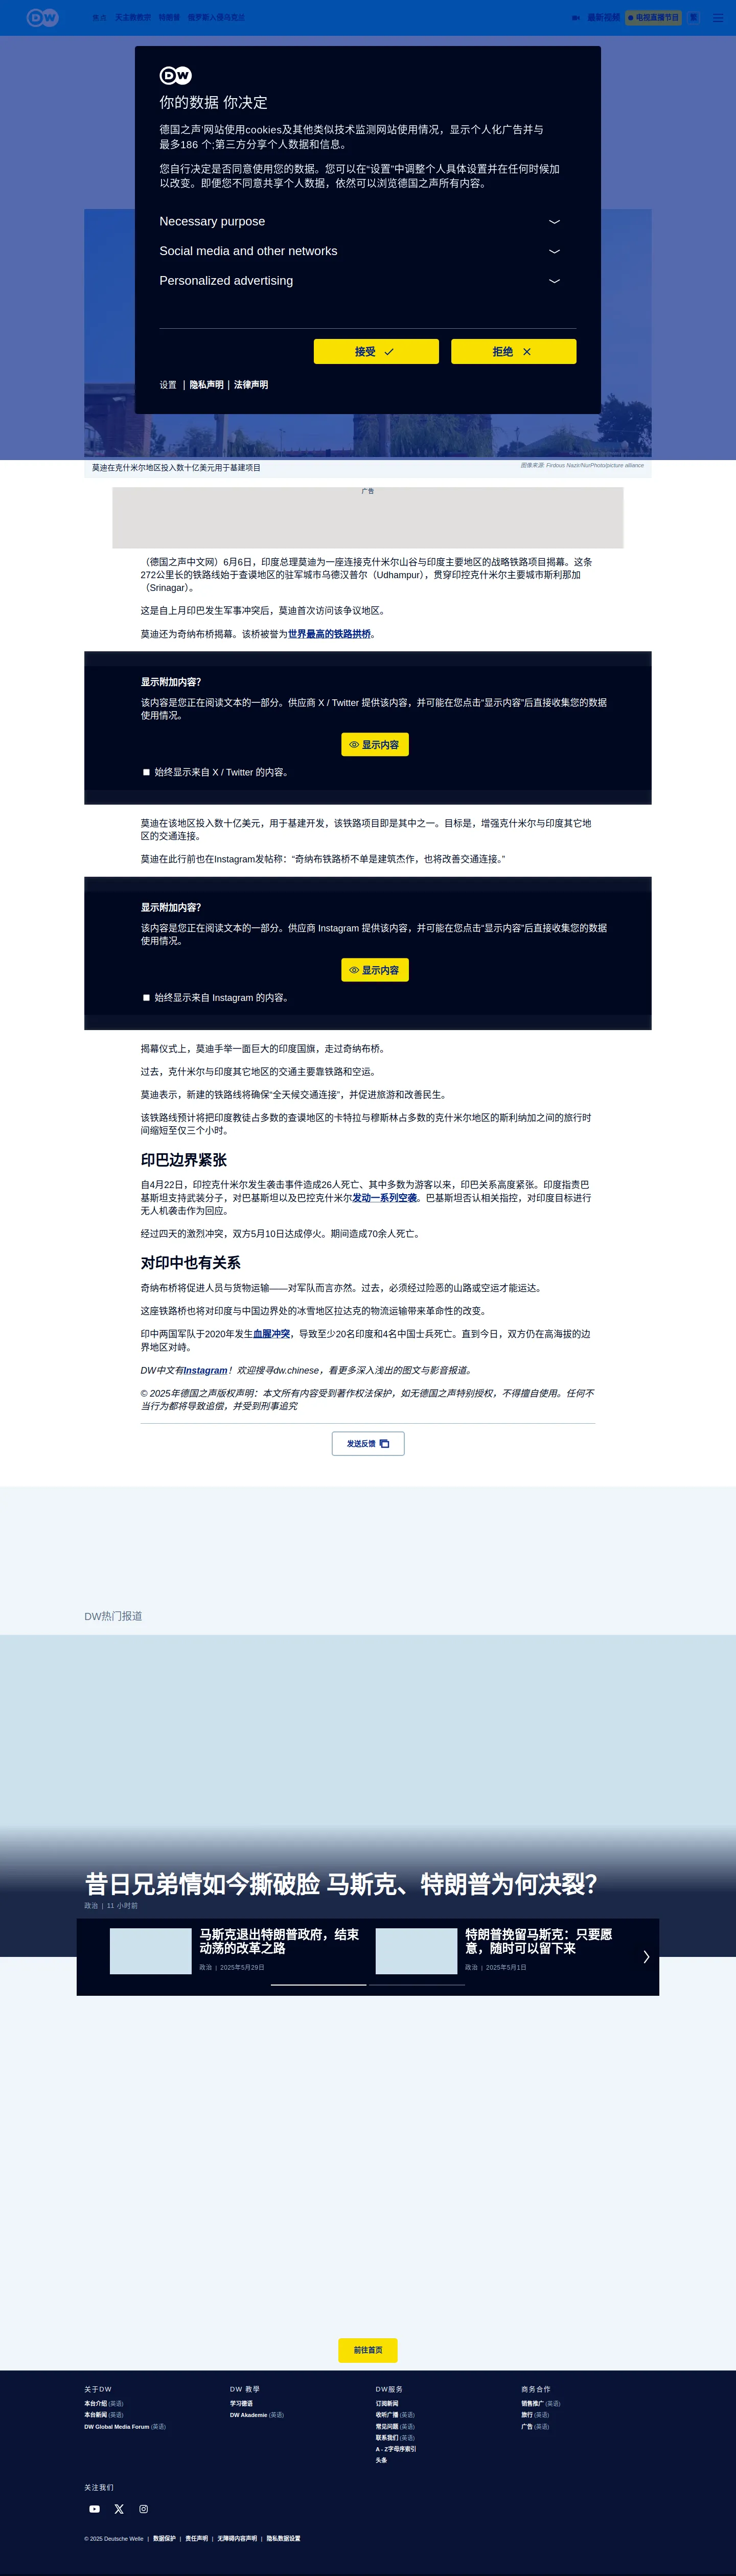 DW
焦点
天主教教宗
特朗普
俄罗斯入侵乌克兰
最新视频
电视直播节目
繁
DW
你的数据 你决定
德国之声'网站使用cookies及其他类似技术监测网站使用情况，显示个人化广告并与
最多186 个;第三方分享个人数据和信息。
您自行决定是否同意使用您的数据。您可以在“设置”中调整个人具体设置并在任何时候加
以改变。即便您不同意共享个人数据，依然可以浏览德国之声所有内容。
Necessary purpose
Social media and other networks
Personalized advertising
接受
拒绝
设置 | 隐私声明 | 法律声明
莫迪在克什米尔地区投入数十亿美元用于基建项目
图像来源: Firdous Nazir/NurPhoto/picture alliance
广告
（德国之声中文网）6月6日，印度总理莫迪为一座连接克什米尔山谷与印度主要地区的战略铁路项目揭幕。这条
272公里长的铁路线始于查谟地区的驻军城市乌德汉普尔（Udhampur），贯穿印控克什米尔主要城市斯利那加
（Srinagar）。
这是自上月印巴发生军事冲突后，莫迪首次访问该争议地区。
莫迪还为奇纳布桥揭幕。该桥被誉为世界最高的铁路拱桥。
显示附加内容？
该内容是您正在阅读文本的一部分。供应商 X / Twitter 提供该内容，并可能在您点击“显示内容”后直接收集您的数据
使用情况。
显示内容
始终显示来自 X / Twitter 的内容。
莫迪在该地区投入数十亿美元，用于基建开发，该铁路项目即是其中之一。目标是，增强克什米尔与印度其它地
区的交通连接。
莫迪在此行前也在Instagram发帖称：“奇纳布铁路桥不单是建筑杰作，也将改善交通连接。”
显示附加内容？
该内容是您正在阅读文本的一部分。供应商 Instagram 提供该内容，并可能在您点击“显示内容”后直接收集您的数据
使用情况。
显示内容
始终显示来自 Instagram 的内容。
揭幕仪式上，莫迪手举一面巨大的印度国旗，走过奇纳布桥。
过去，克什米尔与印度其它地区的交通主要靠铁路和空运。
莫迪表示，新建的铁路线将确保“全天候交通连接”，并促进旅游和改善民生。
该铁路线预计将把印度教徒占多数的查谟地区的卡特拉与穆斯林占多数的克什米尔地区的斯利纳加之间的旅行时
间缩短至仅三个小时。
印巴边界紧张
自4月22日，印控克什米尔发生袭击事件造成26人死亡、其中多数为游客以来，印巴关系高度紧张。印度指责巴
基斯坦支持武装分子，对巴基斯坦以及巴控克什米尔发动一系列空袭。巴基斯坦否认相关指控，对印度目标进行
无人机袭击作为回应。
经过四天的激烈冲突，双方5月10日达成停火。期间造成70余人死亡。
对印中也有关系
奇纳布桥将促进人员与货物运输——对军队而言亦然。过去，必须经过险恶的山路或空运才能运达。
这座铁路桥也将对印度与中国边界处的冰雪地区拉达克的物流运输带来革命性的改变。
印中两国军队于2020年发生血腥冲突，导致至少20名印度和4名中国士兵死亡。直到今日，双方仍在高海拔的边
界地区对峙。
DW中文有Instagram！欢迎搜寻dw.chinese，看更多深入浅出的图文与影音报道。
© 2025年德国之声版权声明：本文所有内容受到著作权法保护，如无德国之声特别授权，不得擅自使用。任何不
当行为都将导致追偿，并受到刑事追究
发送反馈
DW热门报道
昔日兄弟情如今撕破脸 马斯克、特朗普为何决裂？
政治 | 11 小时前
马斯克退出特朗普政府，结束
动荡的改革之路
政治 | 2025年5月29日
特朗普挽留马斯克：只要愿
意，随时可以留下来
政治 | 2025年5月1日
前往首页
关于DW
本台介绍 (英语)
本台新闻 (英语)
DW Global Media Forum (英语)
DW 教學
学习德语
DW Akademie (英语)
DW服务
订阅新闻
收听广播 (英语)
常见问题 (英语)
联系我们 (英语)
A - Z字母序索引
头条
商务合作
销售推广 (英语)
旅行 (英语)
广告 (英语)
关注我们
© 2025 Deutsche Welle | 数据保护 | 责任声明 | 无障碍内容声明 | 隐私数据设置